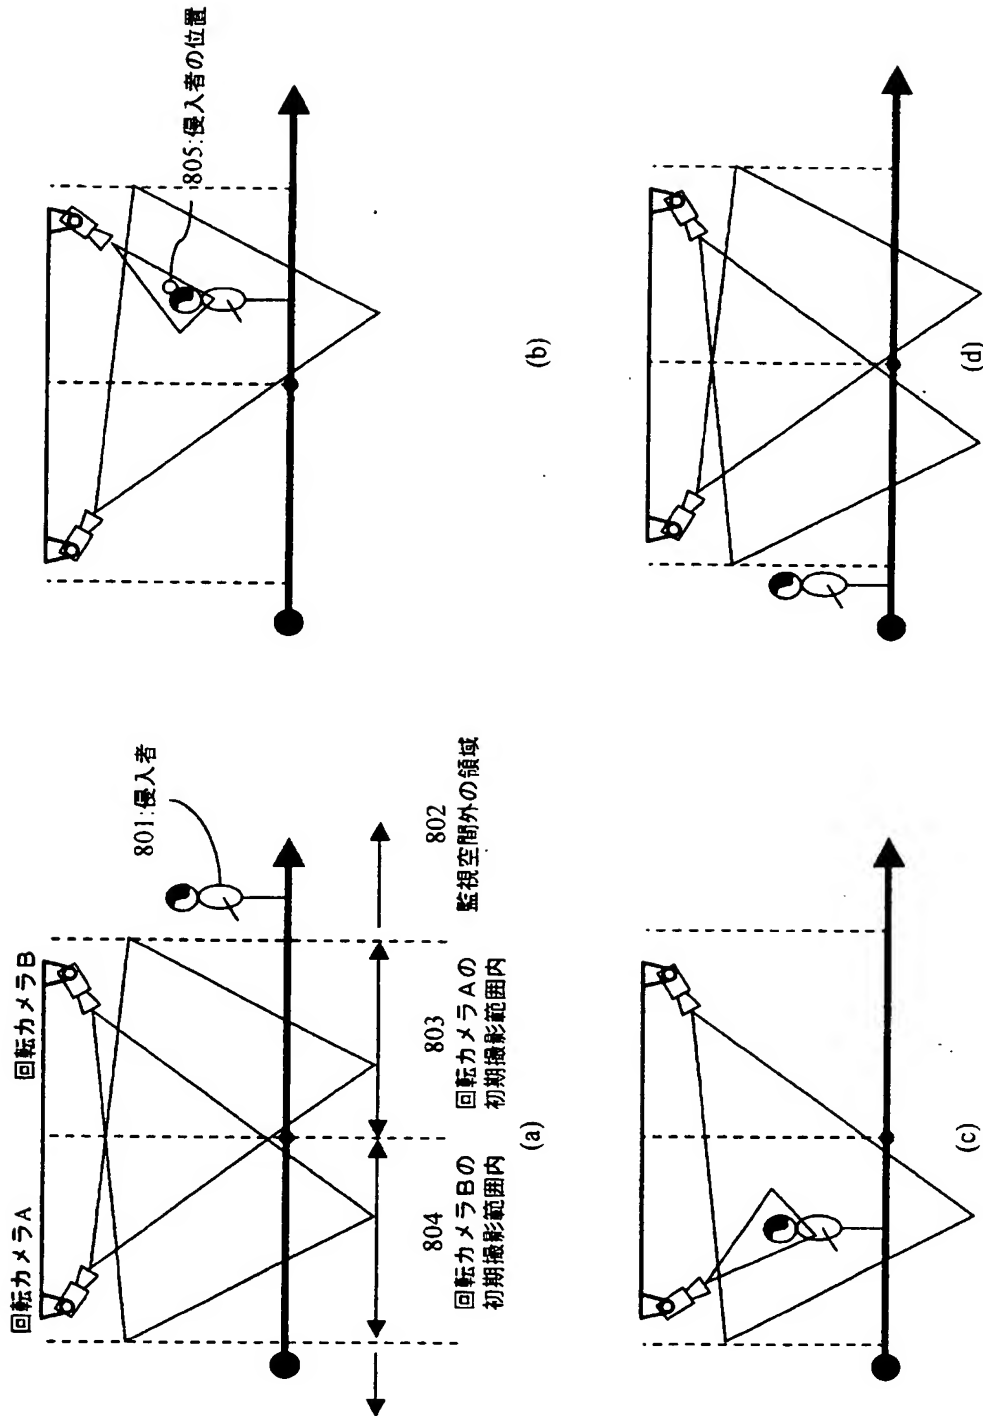 回転カメラA
回転カメラB
801:侵入者
804
回転カメラBの
初期撮影範囲内
803
回転カメラAの
初期撮影範囲内
802
監視空間外の領域
(a)
805:侵入者の位置
(b)
(c)
(d)